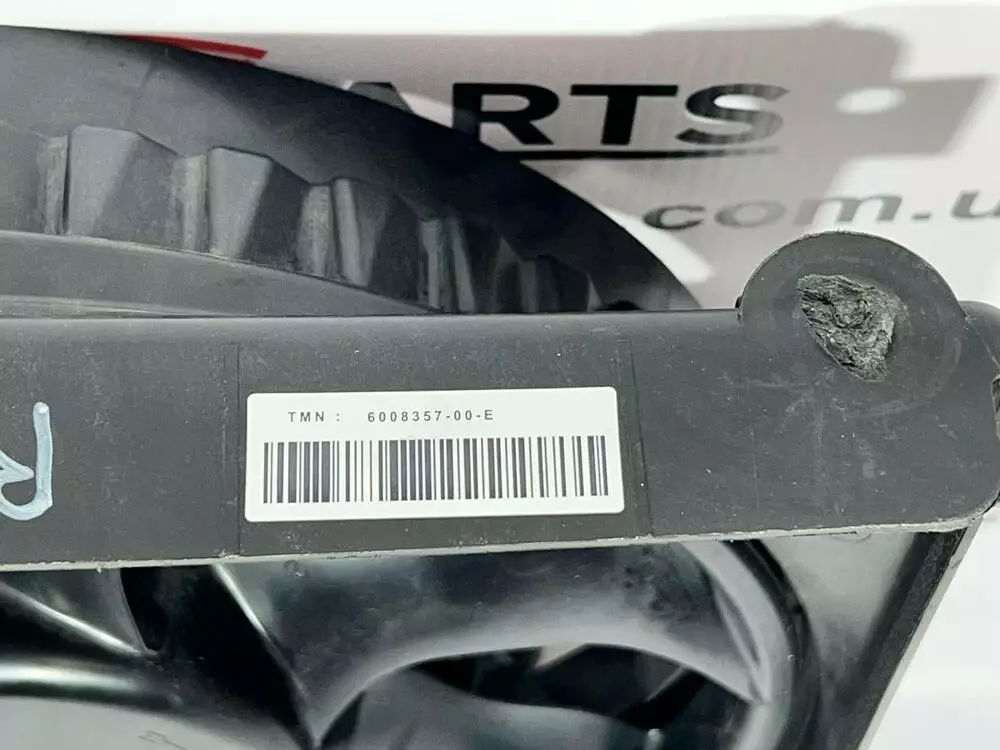 ARTS
com.u
TMN : 6008357-00-E
R